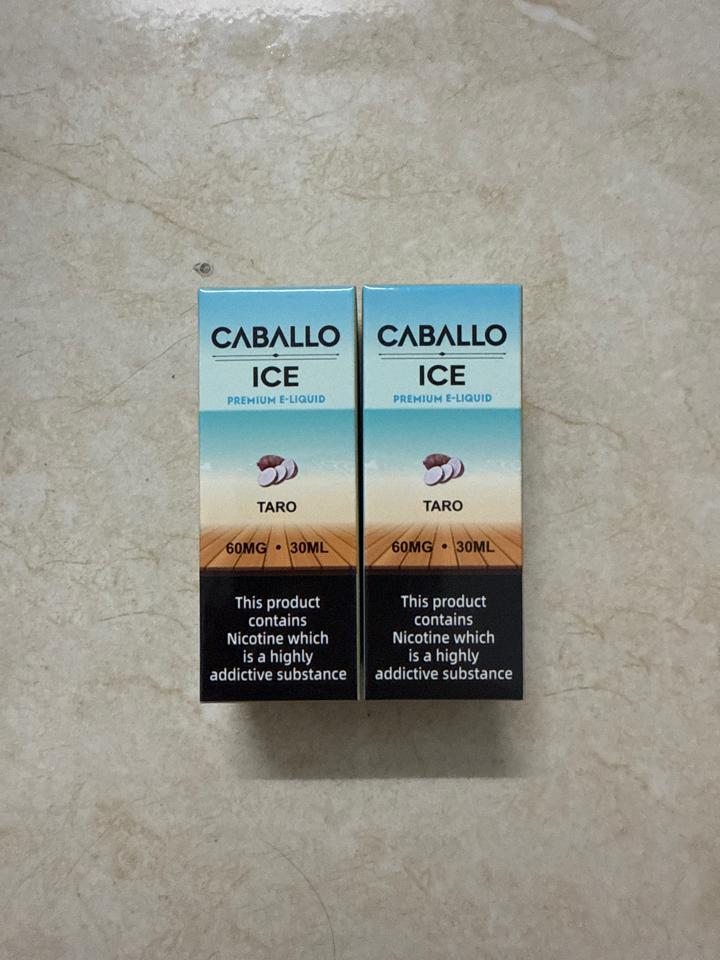 CABALLO
ICE
PREMIUM E-LIQUID
TARO
60MG • 30ML
This product
contains
Nicotine which
is a highly
addictive substance
CABALLO
ICE
PREMIUM E-LIQUID
TARO
60MG • 30ML
This product
contains
Nicotine which
is a highly
addictive substance